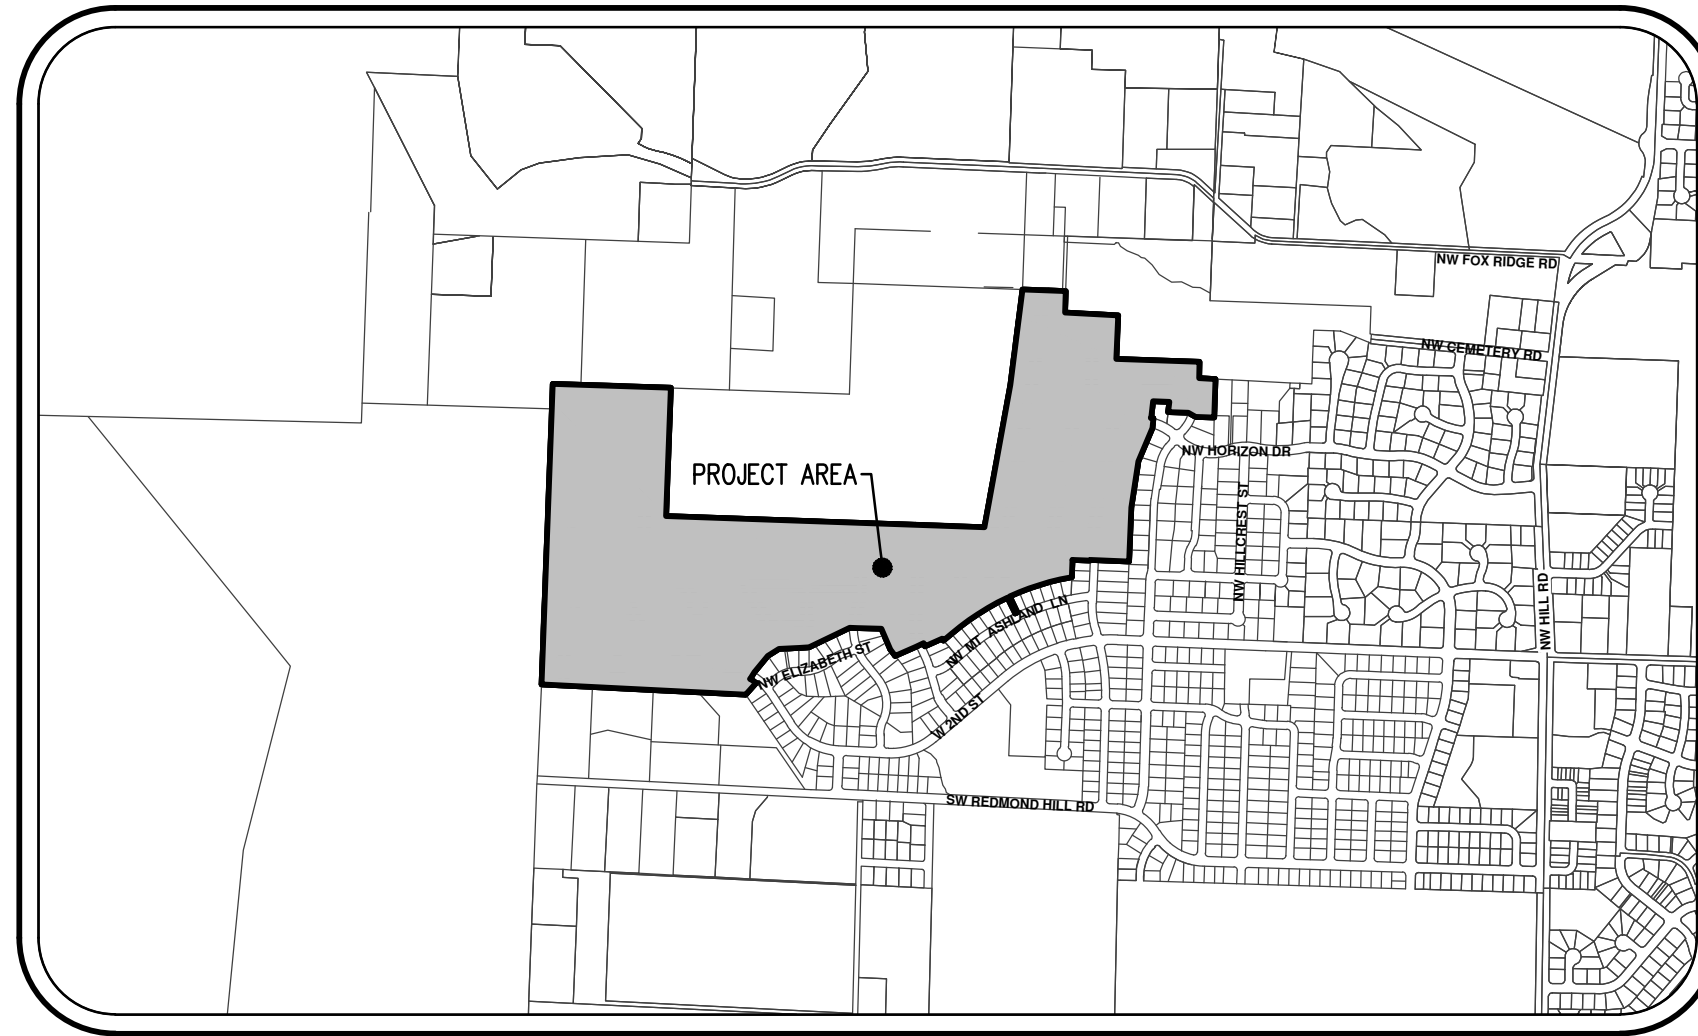 NW FOX RIDGE RD
NW CEMETERY RD
NW HORIZON DR
PROJECT AREA
NW HILLCREST ST
NW HILL RD
NW MT ASHLAND LN
NW ELIZABETH ST
W 2ND ST
SW REDMOND HILL RD